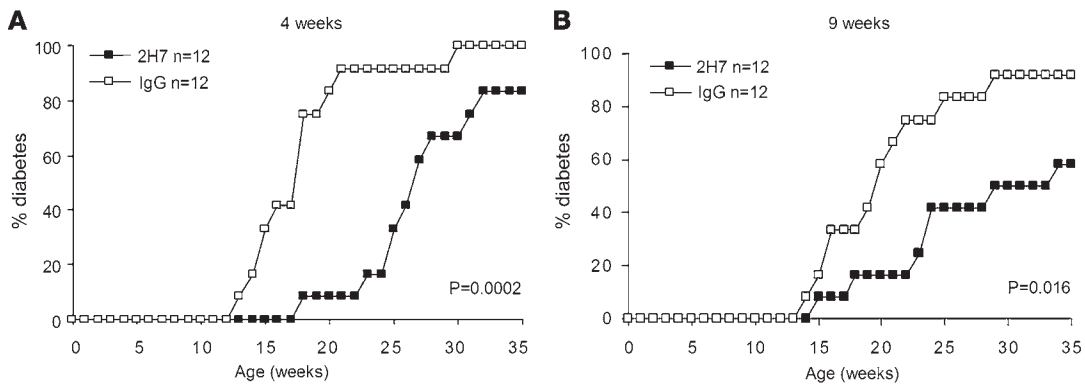 A
4 weeks
2H7 n=12
IgG n=12
% diabetes
100
80
60
40
20
0
P=0.0002
0 5 10 15 20 25 30 35
Age (weeks)
B
9 weeks
2H7 n=12
IgG n=12
% diabetes
100
80
60
40
20
0
P=0.016
0 5 10 15 20 25 30 35
Age (weeks)